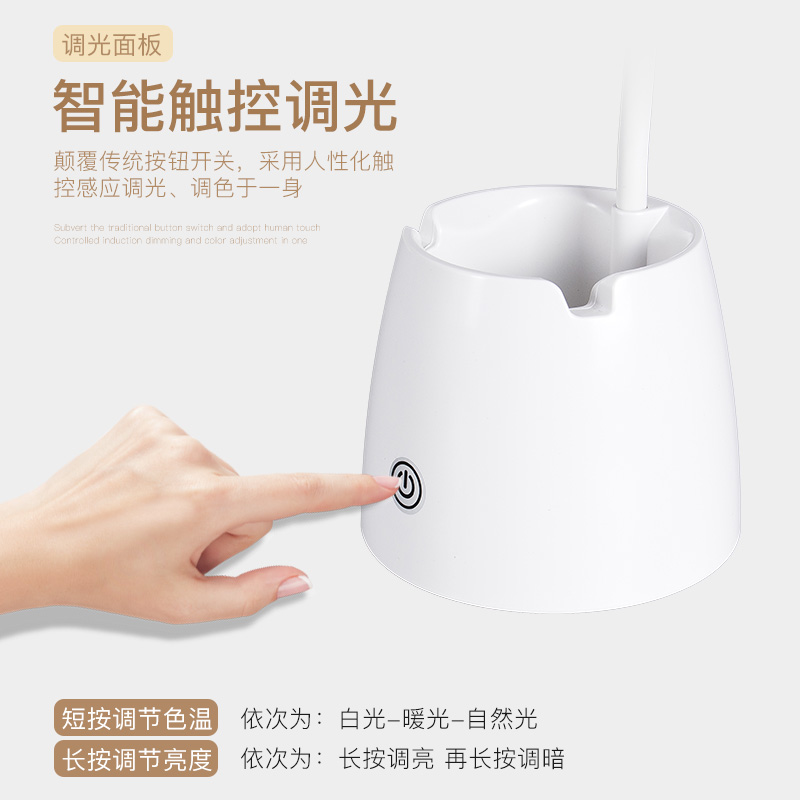 调光面板
智能触控调光
颠覆传统按钮开关，采用人性化触
控感应调光、调色于一身
Subvert the traditional button switch and adopt human touch
Controlled induction dimming and color adjustment in one
短按调节色温 依次为：白光–暖光–自然光
长按调节亮度 依次为：长按调亮 再长按调暗